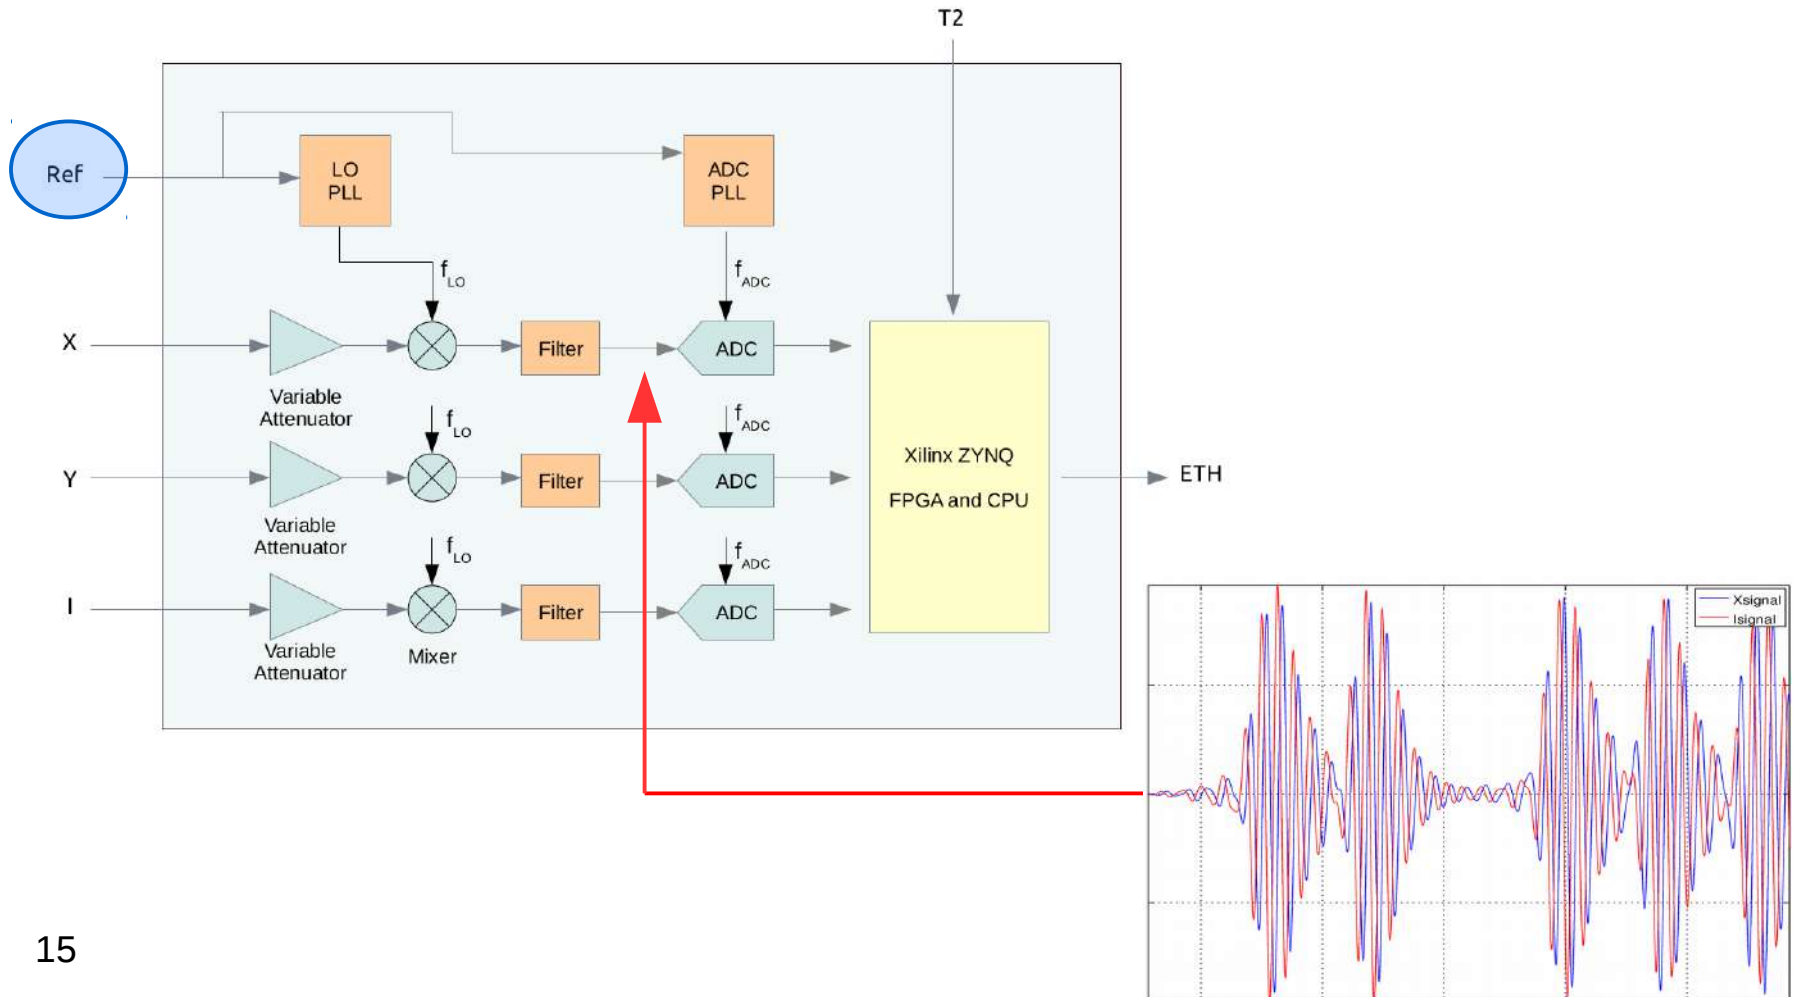 T2
Ref
LO
PLL
ADC
PLL
fLO
fADC
X
Filter
ADC
Variable
Attenuator
fLO
fADC
Y
Filter
ADC
Xilinx ZYNQ
FPGA and CPU
ETH
Variable
Attenuator
fLO
fADC
I
Filter
ADC
Variable
Attenuator
Mixer
Xsignal
Isignal
15